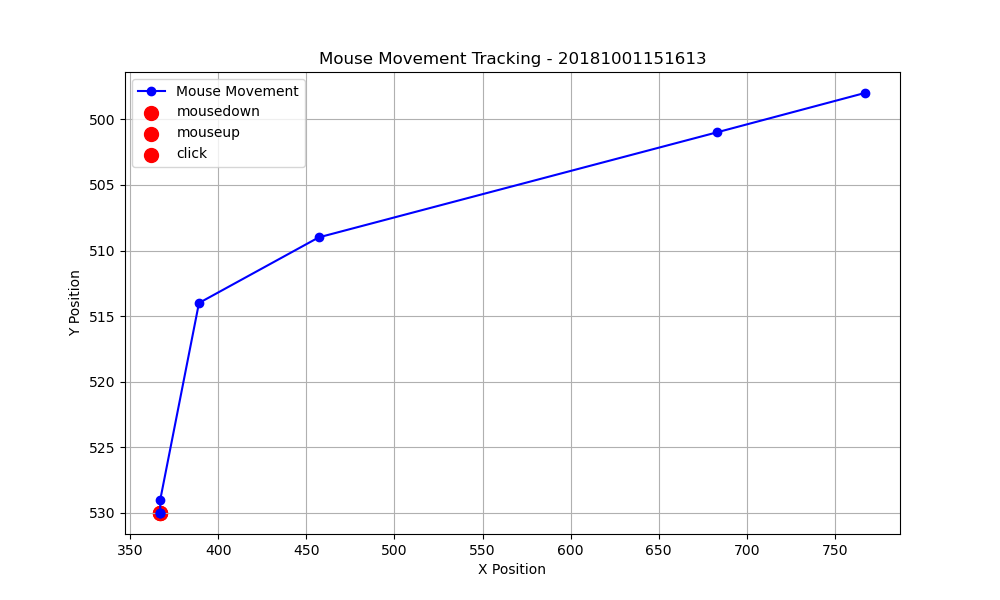 Mouse Movement Tracking - 20181001151613
Mouse Movement
mousedown
mouseup
click
500
505
510
515
520
525
530
Y Position
350 400 450 500 550 600 650 700 750
X Position